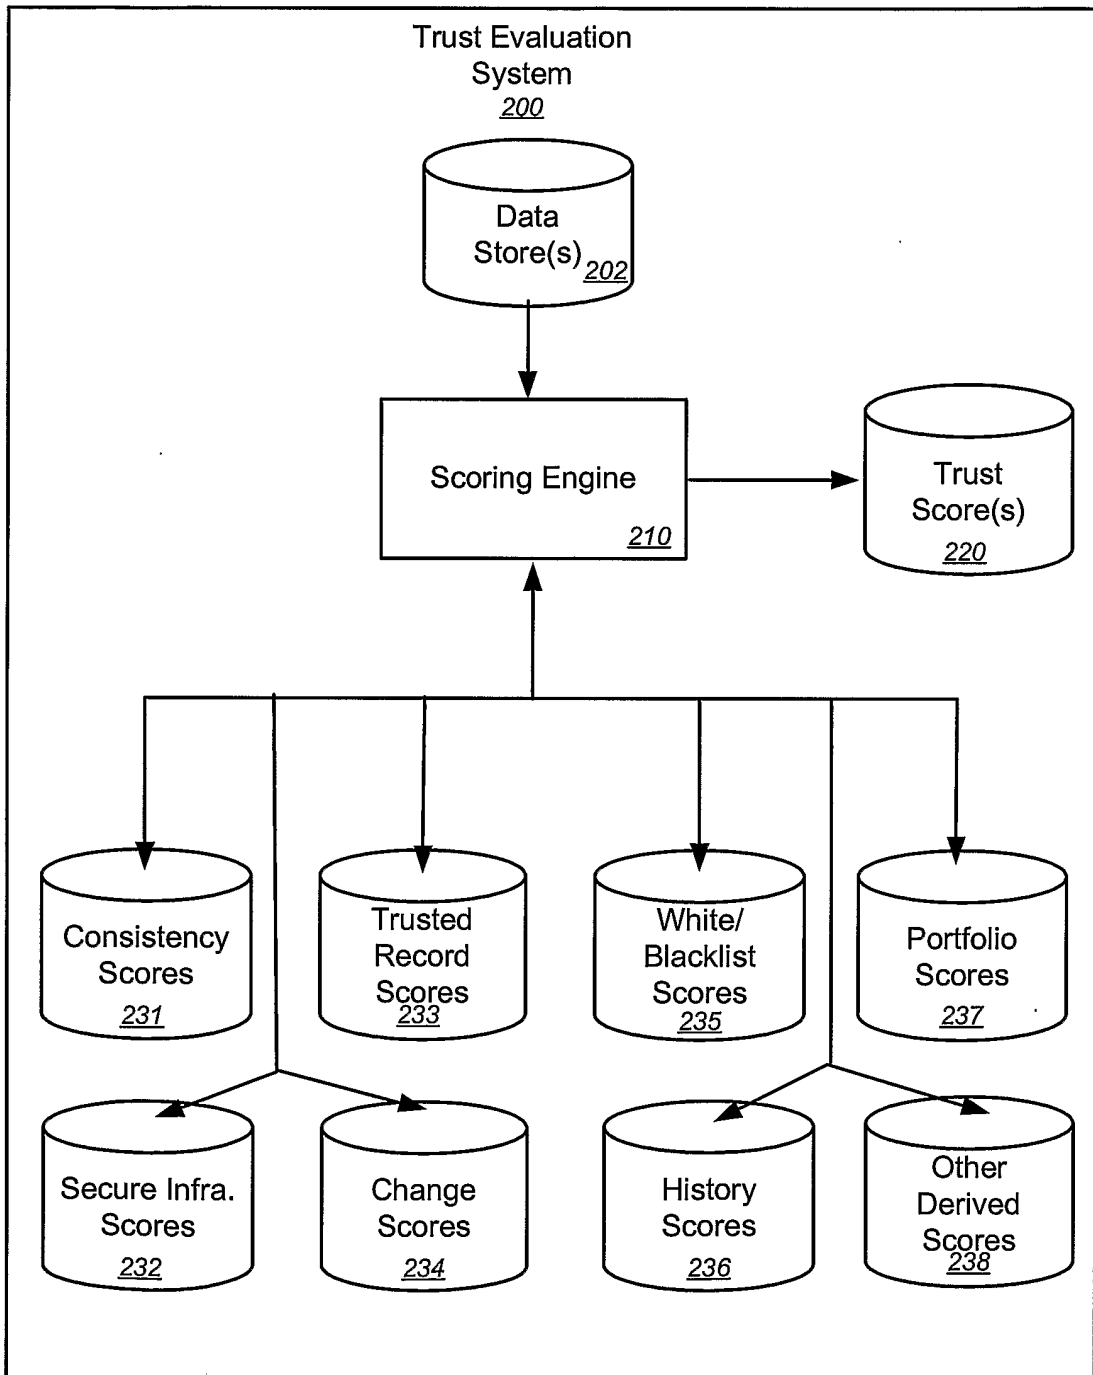 Trust Evaluation
System
200
Data
Store(s)
202
Scoring Engine
210
Trust
Score(s)
220
Consistency
Scores
231
Trusted
Record
Scores
233
White/
Blacklist
Scores
235
Portfolio
Scores
237
Secure Infra.
Scores
232
Change
Scores
234
History
Scores
236
Other
Derived
Scores
238